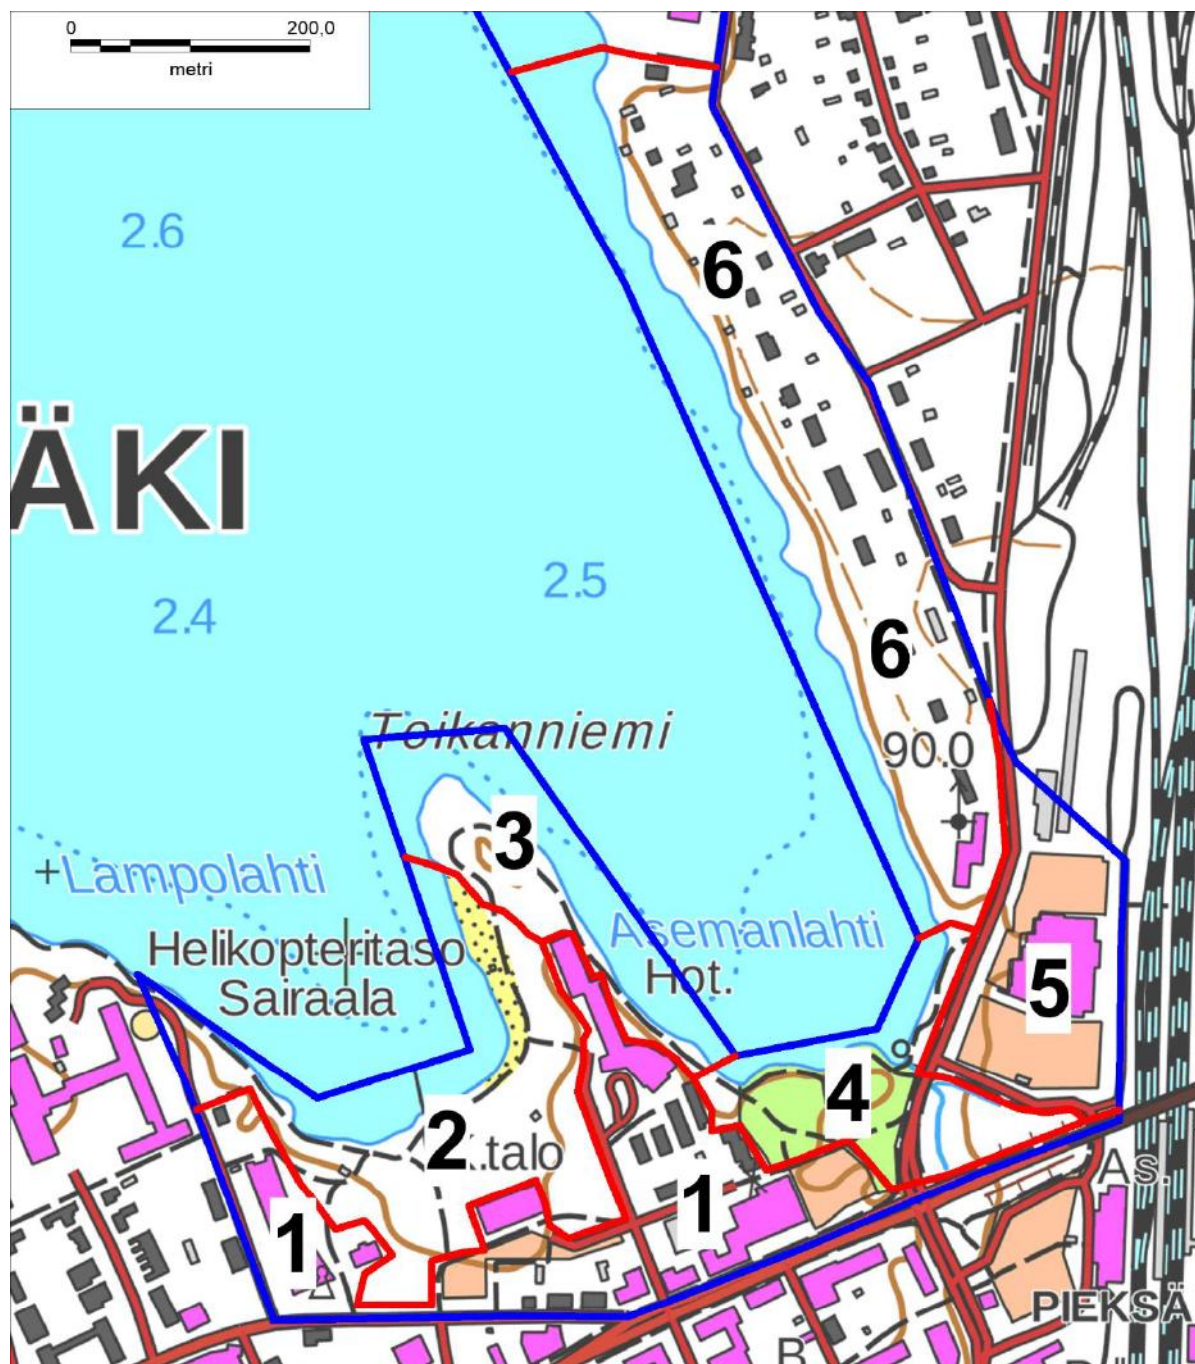 0 200,0
metri
2.6
6
ÄKI
2.5
2.4
6
Toikanniemi
90.0
3
Lampolahti
Asemanlahti
Helikopteritaso
Hot.
Sairaala
5
4
2
.talo
As.
1
1
PIEKSÄ
B